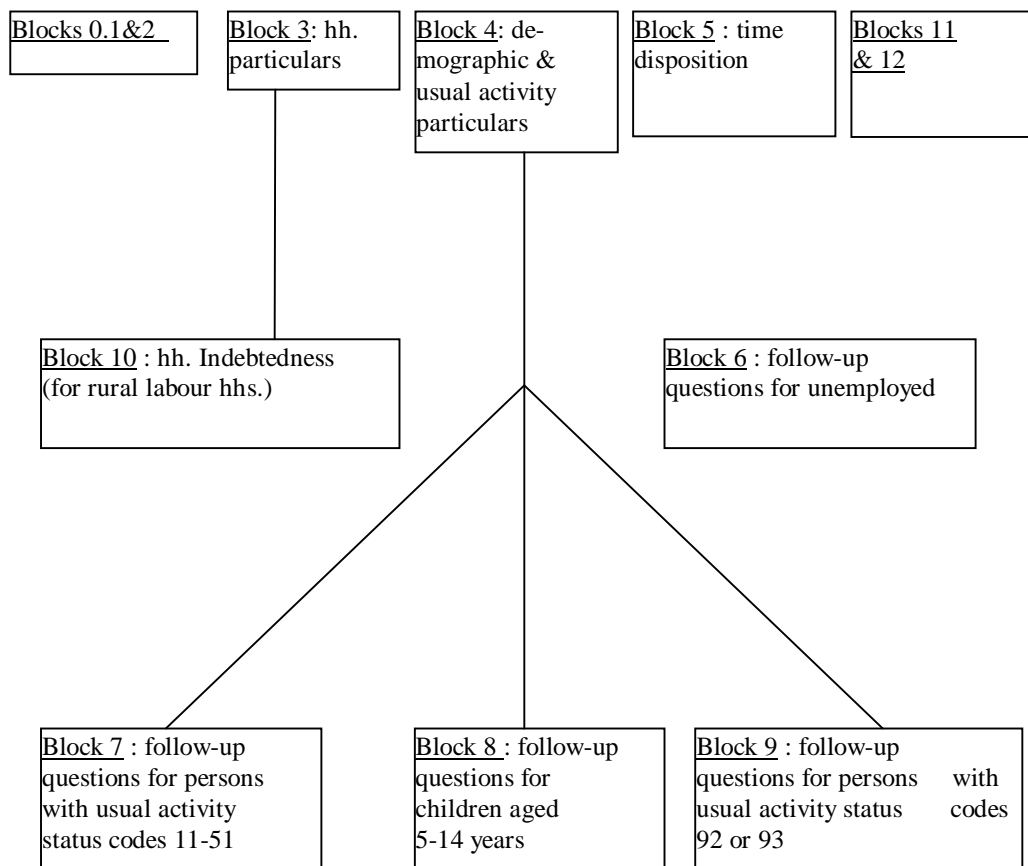 Blocks 0.1&2
Block 3: hh.
particulars
Block 4: de-
mographic &
usual activity
particulars
Block 5 : time
disposition
Blocks 11
& 12
Block 10 : hh. Indebtedness
(for rural labour hhs.)
Block 6 : follow-up
questions for unemployed
Block 7 : follow-up
questions for persons
with usual activity
status codes 11-51
Block 8 : follow-up
questions for
children aged
5-14 years
Block 9 : follow-up
questions for persons with
usual activity status codes
92 or 93